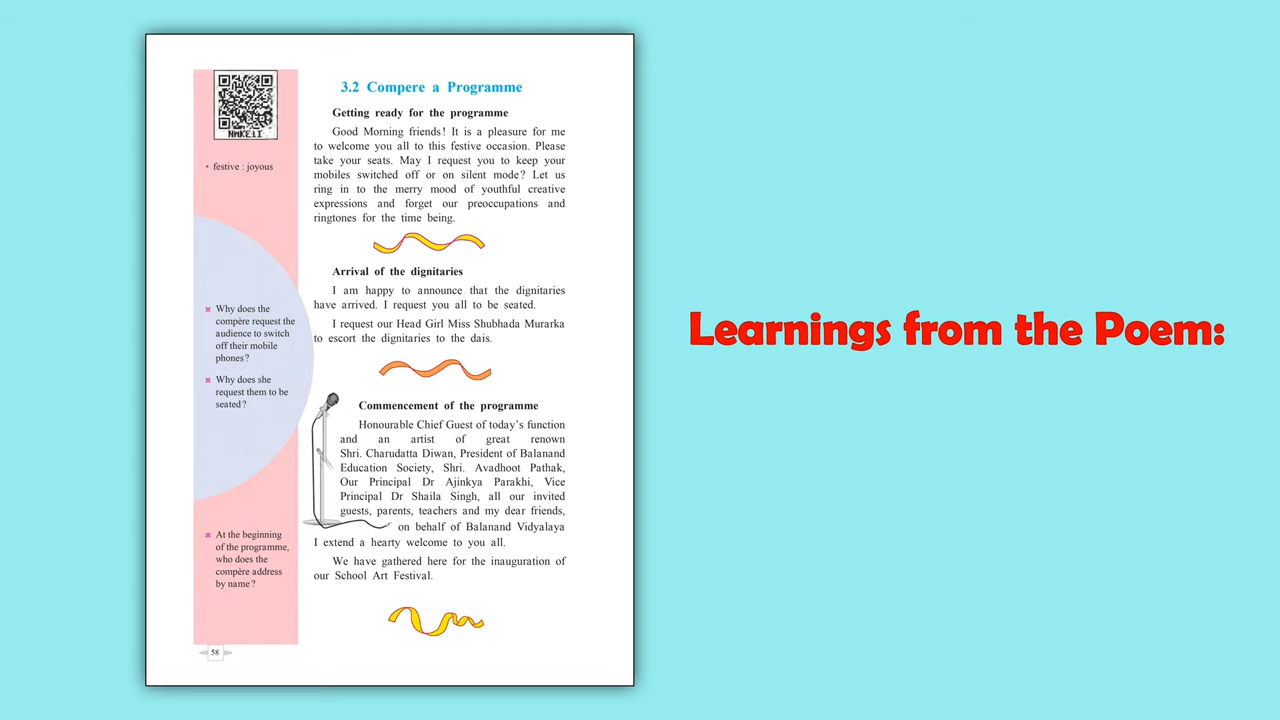 NMKE1I
• festive : joyous
✖ Why does the
compère request the
audience to switch
off their mobile
phones?
✖ Why does she
request them to be
seated?
✖ At the beginning
of the programme,
who does the
compère address
by name?
58
3.2 Compere a Programme
Getting ready for the programme
Good Morning friends! It is a pleasure for me
to welcome you all to this festive occasion. Please
take your seats. May I request you to keep your
mobiles switched off or on silent mode? Let us
ring in to the merry mood of youthful creative
expressions and forget our preoccupations and
ringtones for the time being.
Arrival of the dignitaries
I am happy to announce that the dignitaries
have arrived. I request you all to be seated.
I request our Head Girl Miss Shubhada Murarka
to escort the dignitaries to the dais.
Commencement of the programme
Honourable Chief Guest of today's function
and an artist of great renown
Shri. Charudatta Diwan, President of Balanand
Education Society, Shri. Avadhoot Pathak,
Our Principal Dr Ajinkya Parakhi, Vice
Principal Dr Shaila Singh, all our invited
guests, parents, teachers and my dear friends,
on behalf of Balanand Vidyalaya
I extend a hearty welcome to you all.
We have gathered here for the inauguration of
our School Art Festival.
Learnings from the Poem: